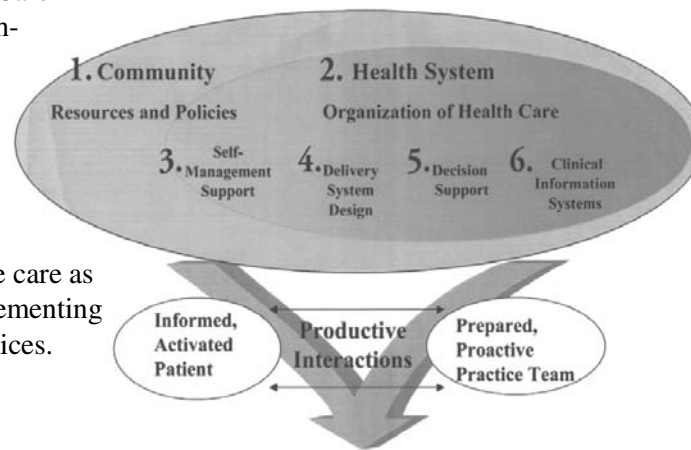 n-
1. Community
Resources and Policies
2. Health System
Organization of Health Care
3. Self-
Management
Support
4. Delivery
System
Design
5. Decision
Support
6. Clinical
Information
Systems
e care as
ementing
ices.
Informed,
Activated
Patient
Productive
Interactions
Prepared,
Proactive
Practice Team